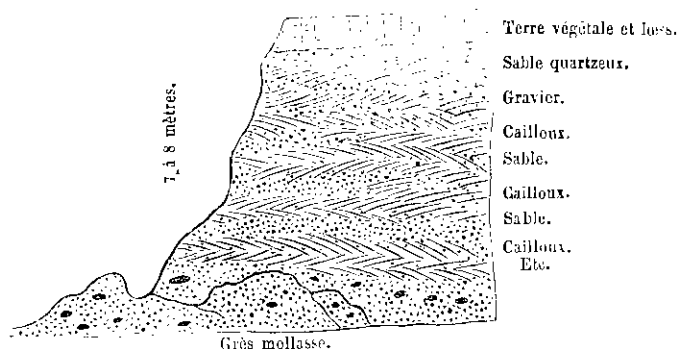 Terre végétale et loess.
Sable quartzeux.
Gravier.
Cailloux.
Sable.
Cailloux.
Sable.
Cailloux.
Etc.
7 à 8 mètres.
Grès mollasse.